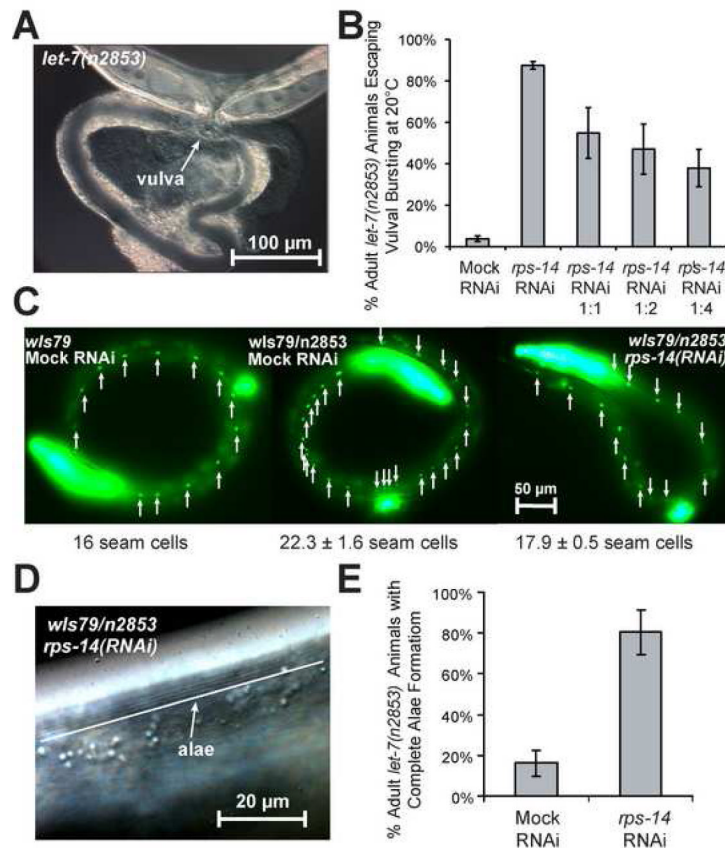 A
let-7(n2853)
vulva
100 µm
B
% Adult let-7(n2853) Animals Escaping
Vulval Bursting at 20°C
100%
80%
60%
40%
20%
0%
Mock
RNAi
rps-14
RNAi
rps-14
RNAi
1:1
rps-14
RNAi
1:2
rps-14
RNAi
1:4
C
wIs79
Mock RNAi
16 seam cells
wIs79/n2853
Mock RNAi
22.3 ± 1.6 seam cells
wIs79/n2853
rps-14(RNAi)
50 µm
17.9 ± 0.5 seam cells
D
wIs79/n2853
rps-14(RNAi)
alae
20 µm
E
% Adult let-7(n2853) Animals with
Complete Alae Formatiom
100%
80%
60%
40%
20%
0%
Mock
RNAi
rps-14
RNAi